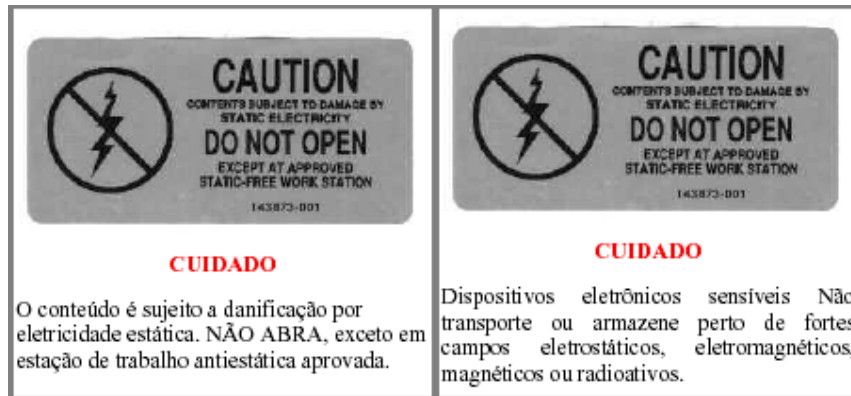 CAUTION
CONTENTS SUBJECT TO DAMAGE BY
STATIC ELECTRICITY
DO NOT OPEN
EXCEPT AT APPROVED
STATIC-FREE WORK STATION
143873-001
CUIDADO
O conteúdo é sujeito a danificação por
eletricidade estática. NÃO ABRA, exceto em
estação de trabalho antiestática aprovada.
CAUTION
CONTENTS SUBJECT TO DAMAGE BY
STATIC ELECTRICITY
DO NOT OPEN
EXCEPT AT APPROVED
STATIC-FREE WORK STATION
143873-001
CUIDADO
Dispositivos eletrônicos sensíveis Não
transporte ou armazene perto de fortes
campos eletrostáticos, eletromagnéticos,
magnéticos ou radioativos.